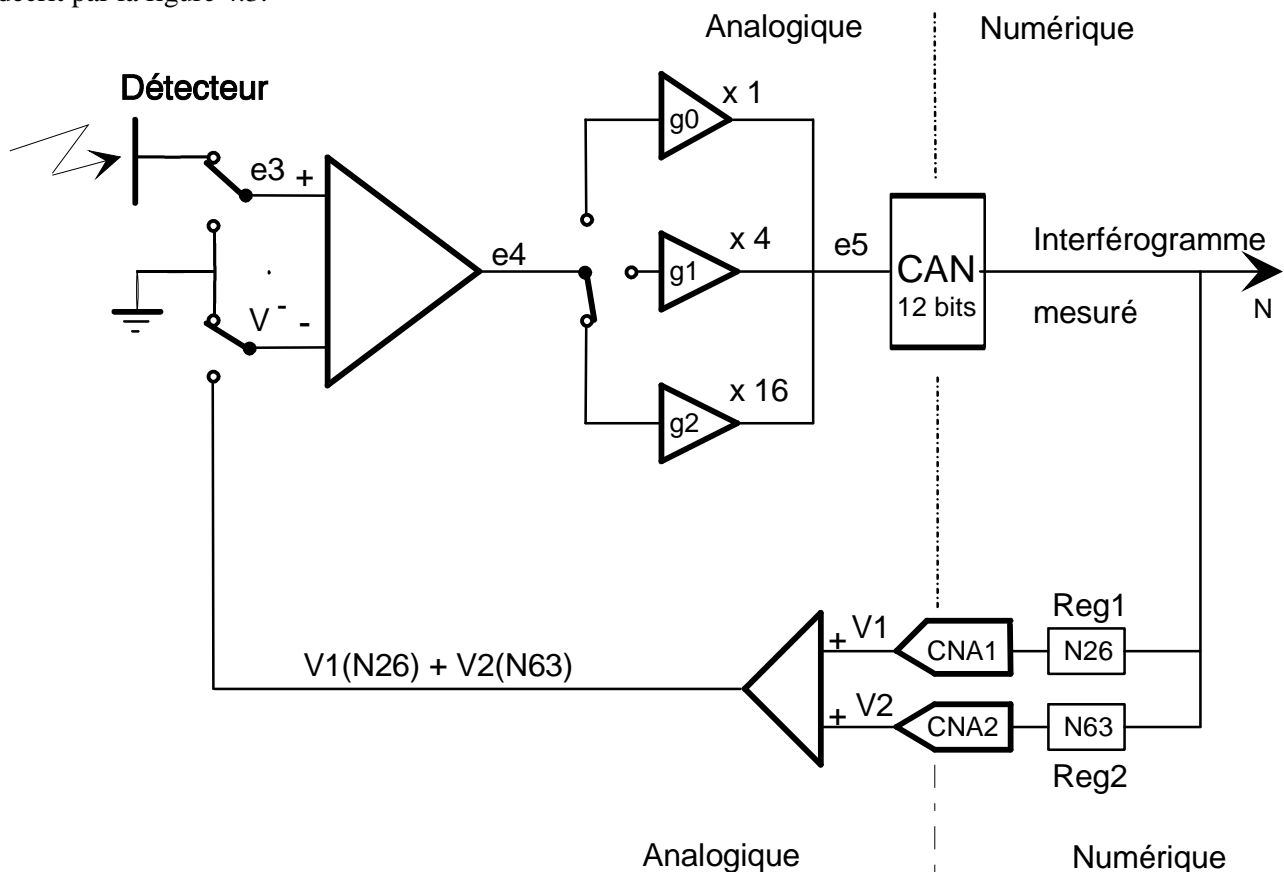 décrit par la figure 4.3.
Analogique
Numérique
Détecteur
x 1
g0
e3
+
x 4
e4
g1
e5
CAN
12 bits
Interférogramme
mesuré
N
V -
-
x 16
g2
Reg1
+
V1
CNA1
N26
V1(N26) + V2(N63)
+
V2
CNA2
N63
Reg2
Analogique
Numérique